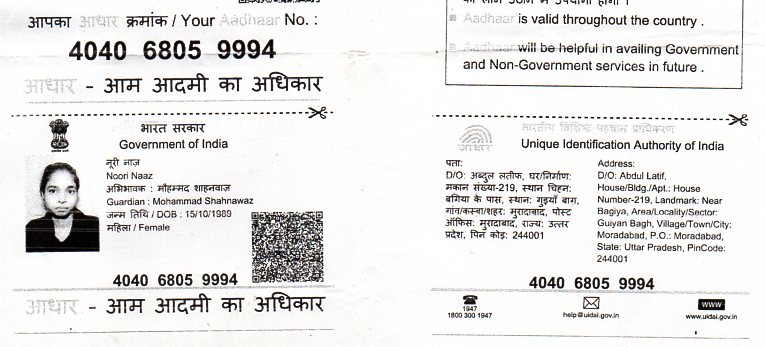 आपका आधार क्रमांक / Your Aadhaar No. :
4040 6805 9994
आधार - आम आदमी का अधिकार
भारत सरकार
Government of India
नूरी नाज़
Noori Naaz
अभिभावक : मौहम्मद शाहनवाज़
Guardian : Mohammad Shahnawaz
जन्म तिथि / DOB : 15/10/1989
महिला / Female
4040 6805 9994
आधार - आम आदमी का अधिकार
Aadhaar is valid throughout the country .
Aadhaar will be helpful in availing Government
and Non-Government services in future .
भारतीय विशिष्ट पहचान प्राधिकरण
आधार
Unique Identification Authority of India
पता:
D/O: अब्दुल लतीफ, घर/निर्माण:
मकान संख्या-219, स्थान चिहन:
बगिया के पास, स्थान: गुइयाँ बाग,
गांव/कस्बा/शहर: मुरादाबाद, पोस्ट
ऑफिस: मुरादाबाद, राज्य: उत्तर
प्रदेश, पिन कोड: 244001
Address:
D/O: Abdul Latif,
House/Bldg./Apt.: House
Number-219, Landmark: Near
Bagiya, Area/Locality/Sector:
Guiyan Bagh, Village/Town/City:
Moradabad, P.O.: Moradabad,
State: Uttar Pradesh, PinCode:
244001
4040 6805 9994
1947
1800 300 1947
help@uidai.gov.in
www
www.uidai.gov.in